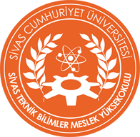 SİVAS CUMHURİYET ÜNİVERSİTESİ
SİVAS TEKNİK BİLİMLER MESLEK YÜKSEKOKULU